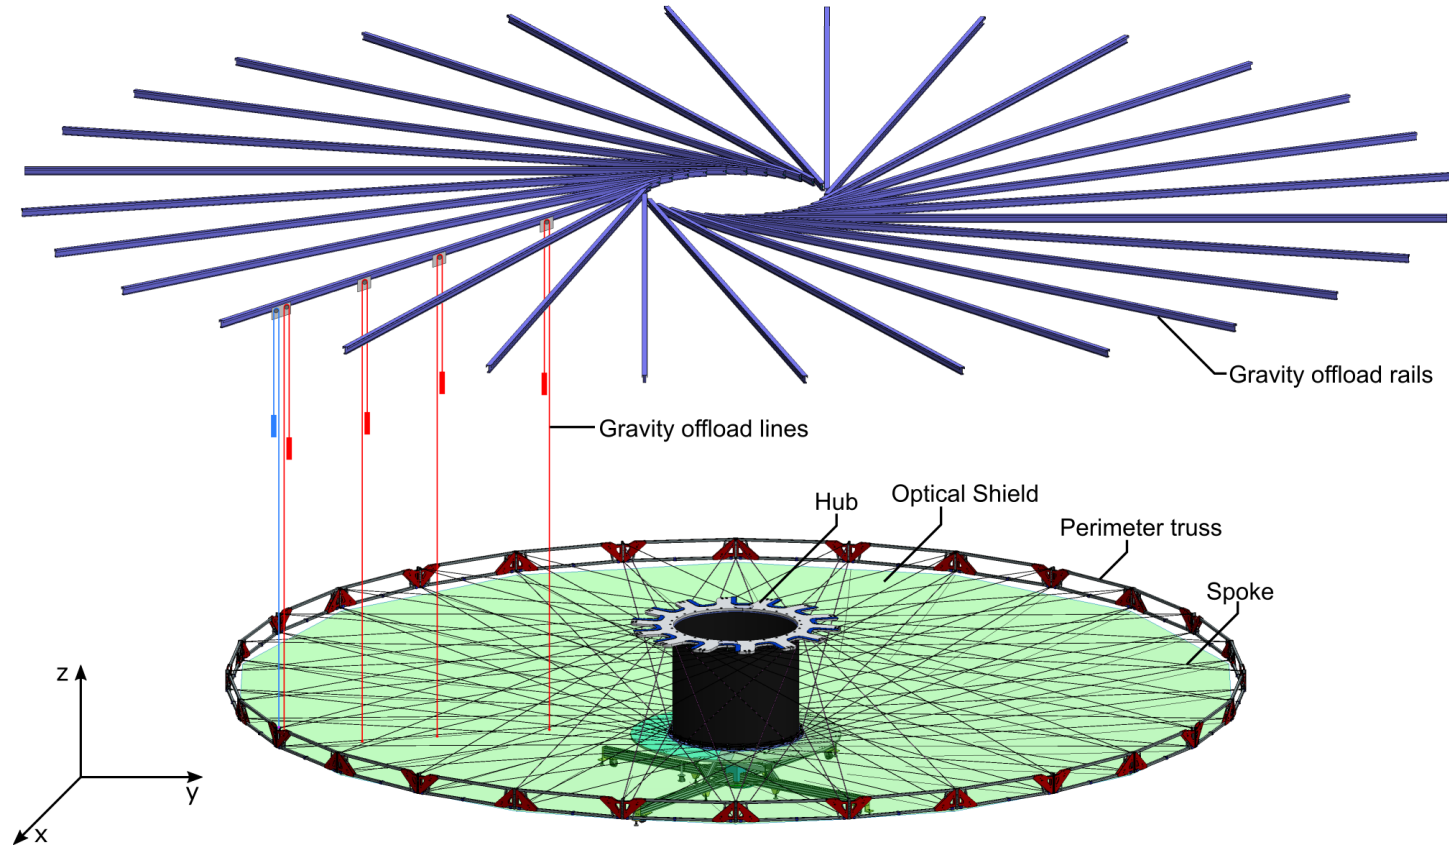 Gravity offload rails
Gravity offload lines
Optical Shield
Hub
Perimeter truss
Spoke
z
y
x